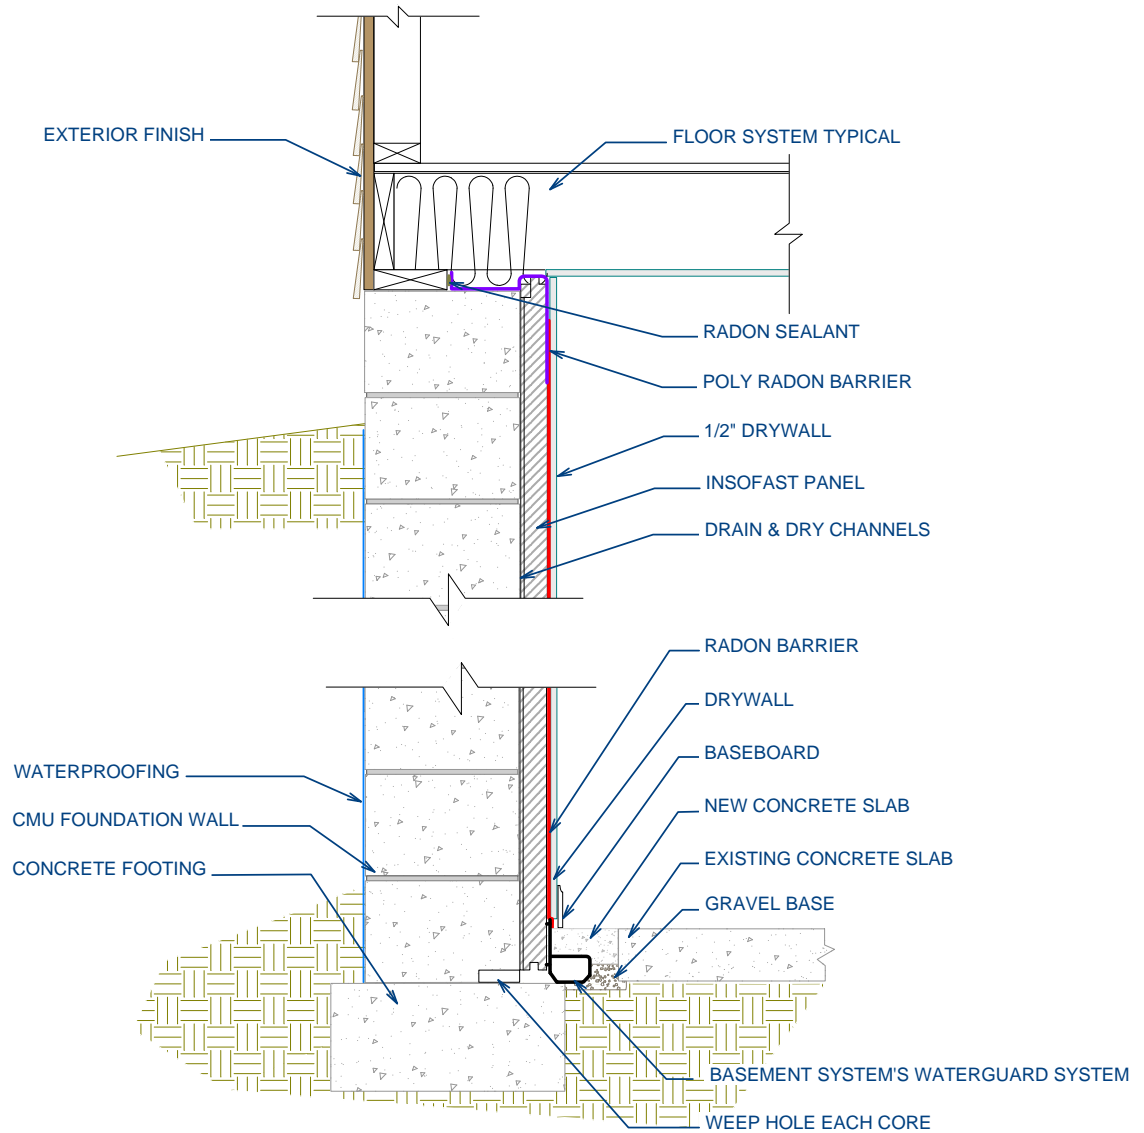 EXTERIOR FINISH
FLOOR SYSTEM TYPICAL
RADON SEALANT
POLY RADON BARRIER
1/2" DRYWALL
INSOFAST PANEL
DRAIN & DRY CHANNELS
RADON BARRIER
DRYWALL
BASEBOARD
WATERPROOFING
NEW CONCRETE SLAB
CMU FOUNDATION WALL
EXISTING CONCRETE SLAB
CONCRETE FOOTING
GRAVEL BASE
BASEMENT SYSTEM'S WATERGUARD SYSTEM
WEEP HOLE EACH CORE